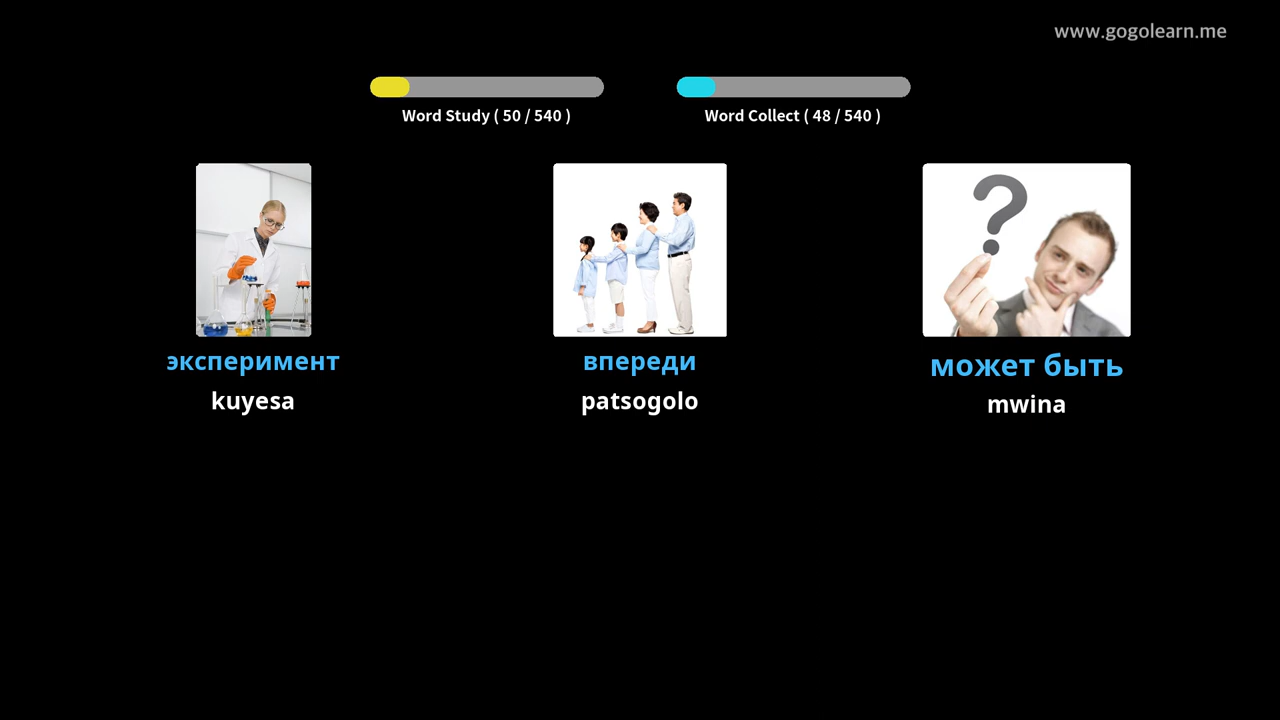 www.gogolearn.me
Word Study ( 50 / 540 )
Word Collect ( 48 / 540 )
эксперимент
kuyesa
впереди
patsogolo
может быть
mwina